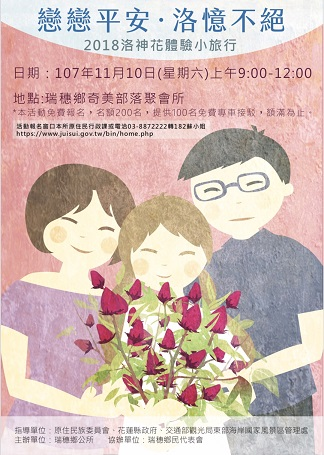 戀戀平安·洛憶不絕
2018洛神花體驗小旅行
日期：107年11月10日(星期六)上午9:00-12:00
地點:瑞穗鄉奇美部落聚會所
*本活動免費報名，名額200名，提供100名免費專車接駁，額滿為止。
活動報名窗口本所原住民行政課或電洽03-8872222轉182蘇小姐
https://www.juisui.gov.tw/bin/home.php
指導單位：原住民族委員會、花蓮縣政府、交通部觀光局東部海岸國家風景區管理處
主辦單位：瑞穗鄉公所　協辦單位：瑞穗鄉民代表會